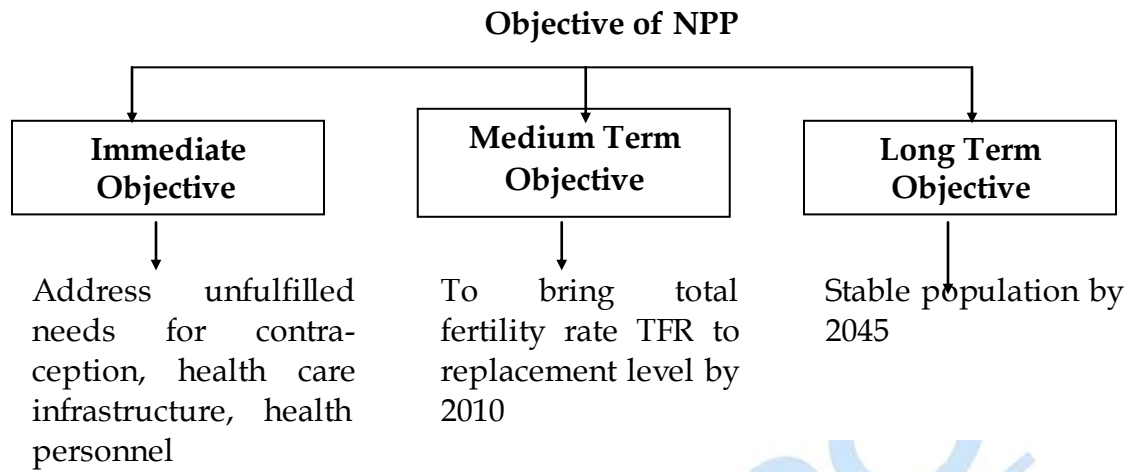 Objective of NPP
Immediate
Objective
Medium Term
Objective
Long Term
Objective
Address unfulfilled
needs for contra-
ception, health care
infrastructure, health
personnel
To bring total
fertility rate TFR to
replacement level by
2010
Stable population by
2045